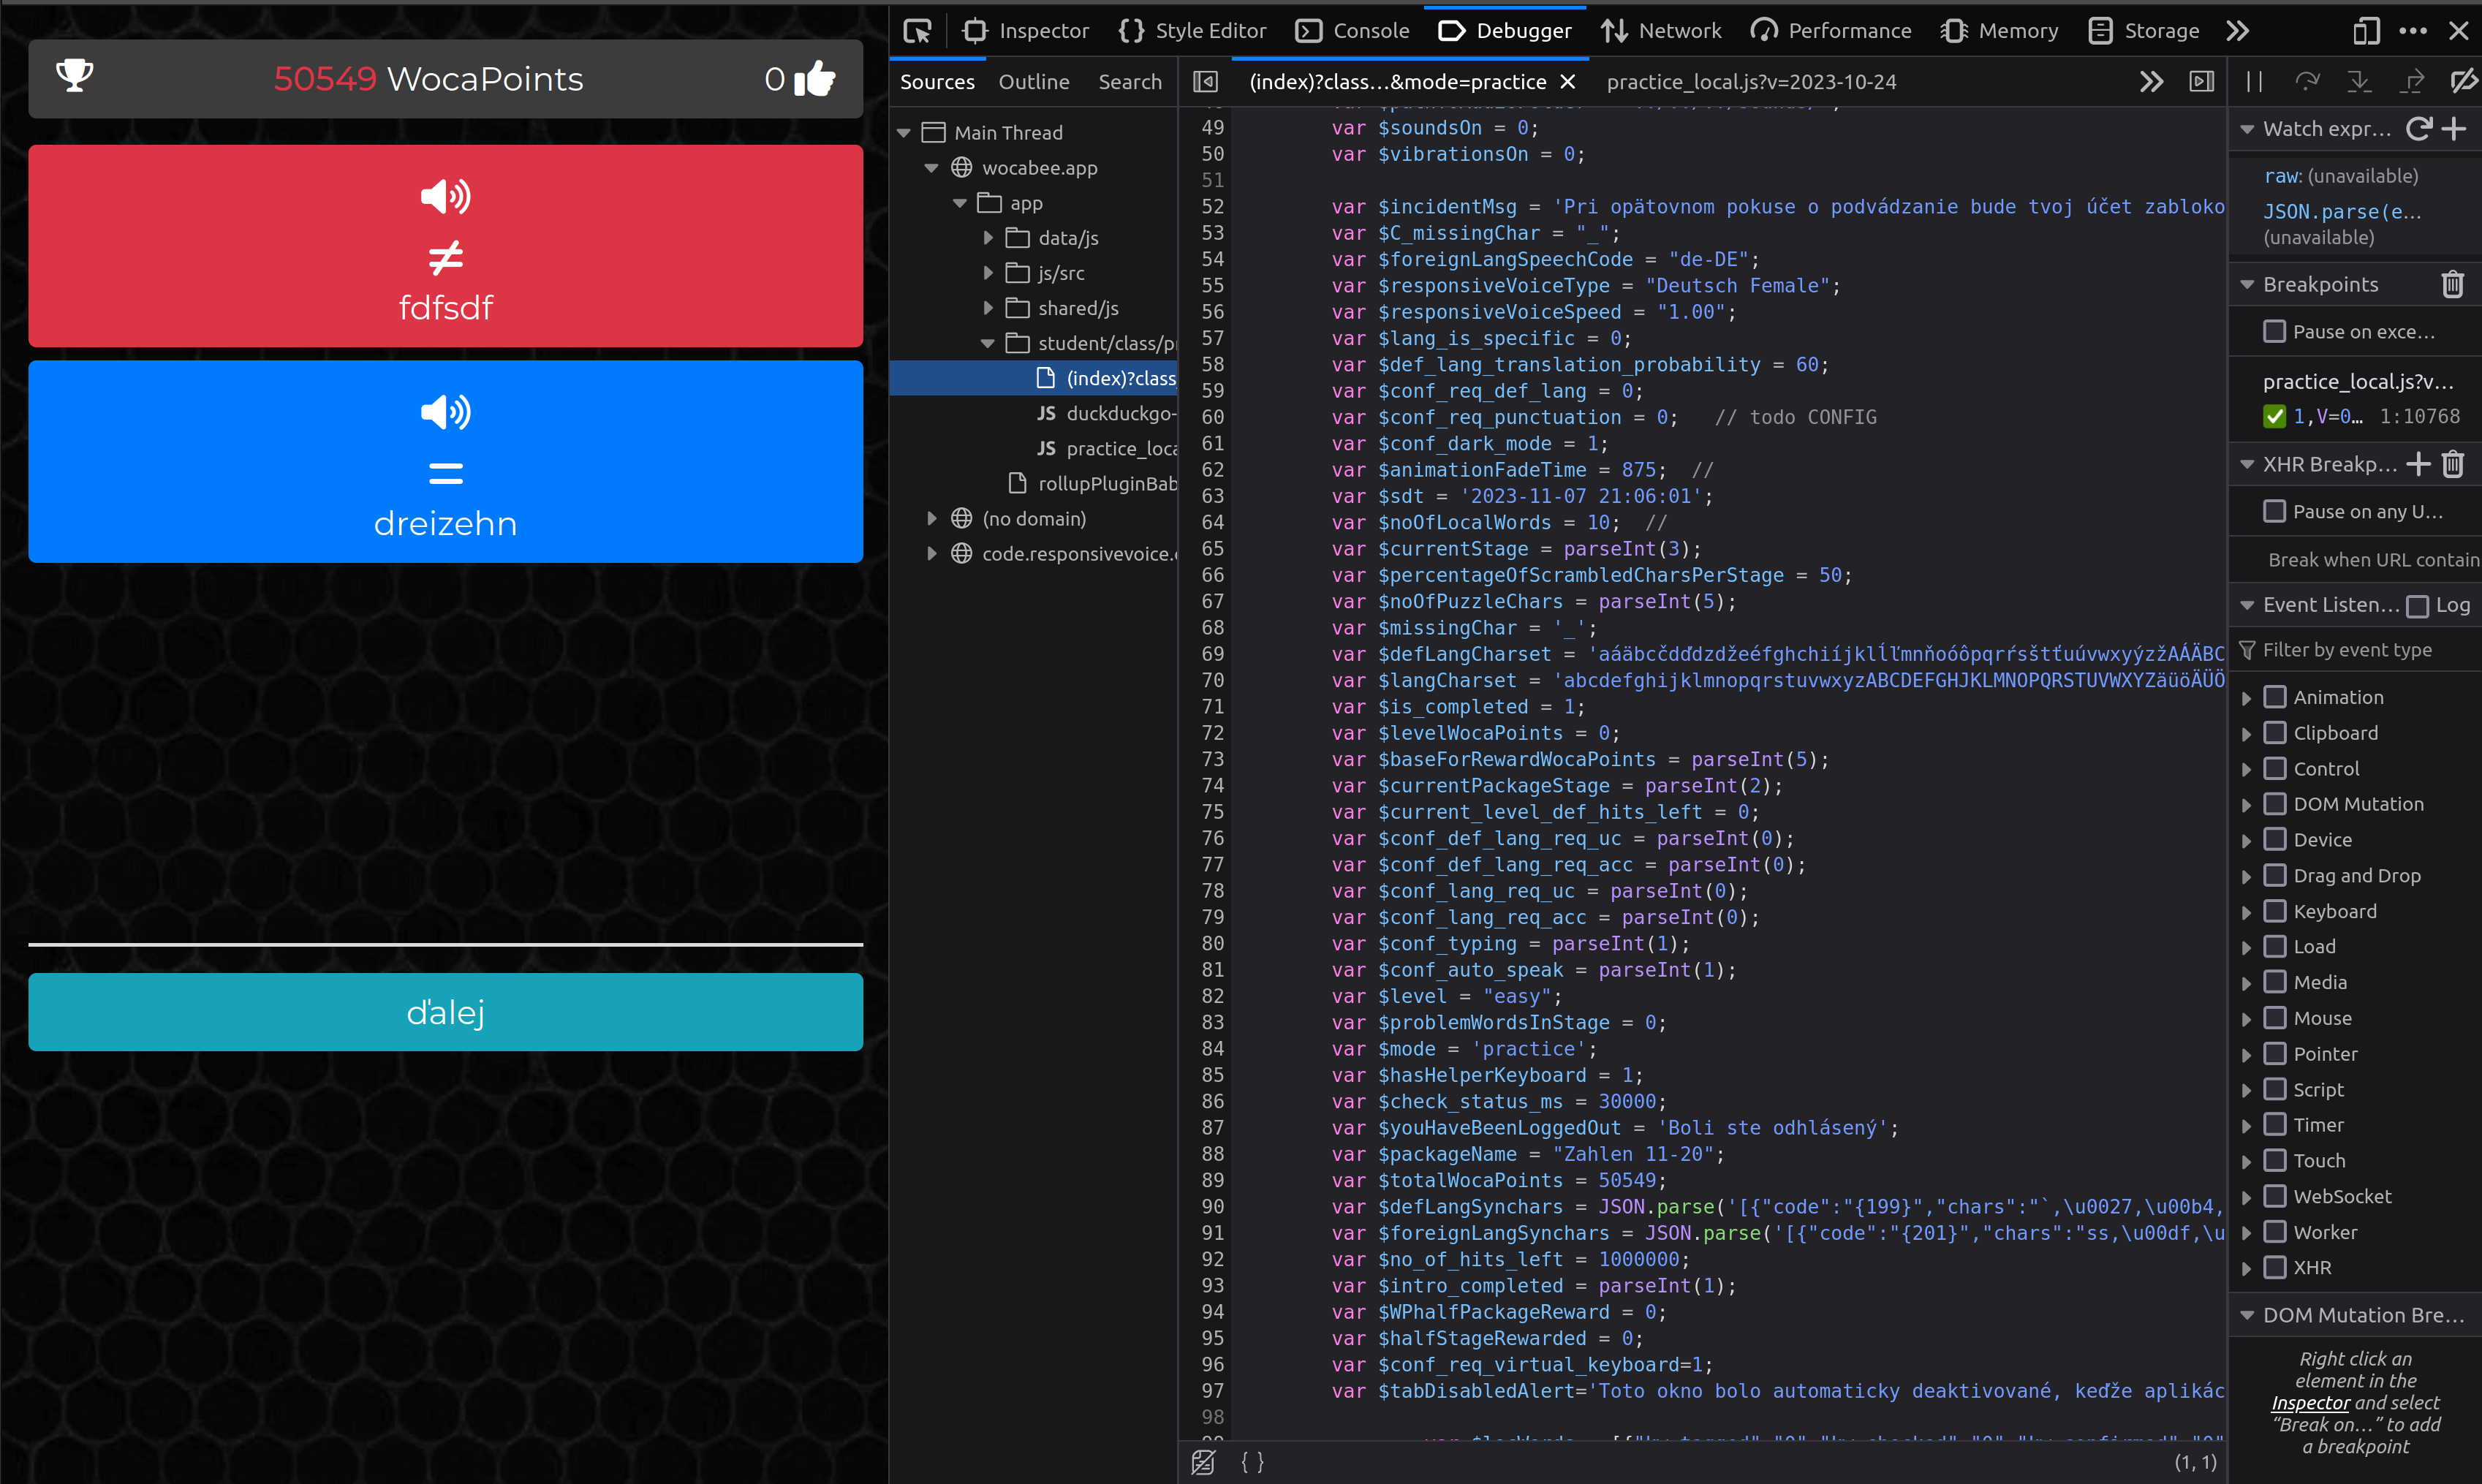 50549 WocaPoints
0
≠
fdfsdf
=
dreizehn
ďalej
Inspector
Style Editor
Console
Debugger
Network
Performance
Memory
Storage
Sources
Outline
Search
(index)?class…&mode=practice
practice_local.js?v=2023-10-24
Main Thread
wocabee.app
app
data/js
js/src
shared/js
student/class/p
(index)?class
JS duckduckgo-
JS practice_loca
rollupPluginBab
(no domain)
code.responsivevoice.
49 var $soundsOn = 0;
50 var $vibrationsOn = 0;
51
52 var $incidentMsg = 'Pri opätovnom pokuse o podvádzanie bude tvoj účet zabloko
53 var $C_missingChar = "_";
54 var $foreignLangSpeechCode = "de-DE";
55 var $responsiveVoiceType = "Deutsch Female";
56 var $responsiveVoiceSpeed = "1.00";
57 var $lang_is_specific = 0;
58 var $def_lang_translation_probability = 60;
59 var $conf_req_def_lang = 0;
60 var $conf_req_punctuation = 0;   // todo CONFIG
61 var $conf_dark_mode = 1;
62 var $animationFadeTime = 875;  //
63 var $sdt = '2023-11-07 21:06:01';
64 var $noOfLocalWords = 10;  //
65 var $currentStage = parseInt(3);
66 var $percentageOfScrambledCharsPerStage = 50;
67 var $noOfPuzzleChars = parseInt(5);
68 var $missingChar = '_';
69 var $defLangCharset = 'aáäbcčdďdzdžeéfghchiíjklĺľmnňoóôpqrŕsštťuúvwxyýzžAÁÄBC
70 var $langCharset = 'abcdefghijklmnopqrstuvwxyzABCDEFGHJKLMNOPQRSTUVWXYZäüöÄÜÖ
71 var $is_completed = 1;
72 var $levelWocaPoints = 0;
73 var $baseForRewardWocaPoints = parseInt(5);
74 var $currentPackageStage = parseInt(2);
75 var $current_level_def_hits_left = 0;
76 var $conf_def_lang_req_uc = parseInt(0);
77 var $conf_def_lang_req_acc = parseInt(0);
78 var $conf_lang_req_uc = parseInt(0);
79 var $conf_lang_req_acc = parseInt(0);
80 var $conf_typing = parseInt(1);
81 var $conf_auto_speak = parseInt(1);
82 var $level = "easy";
83 var $problemWordsInStage = 0;
84 var $mode = 'practice';
85 var $hasHelperKeyboard = 1;
86 var $check_status_ms = 30000;
87 var $youHaveBeenLoggedOut = 'Boli ste odhlásený';
88 var $packageName = "Zahlen 11-20";
89 var $totalWocaPoints = 50549;
90 var $defLangSynchars = JSON.parse('[{"code":"{199}","chars":"`,\u0027,\u00b4,
91 var $foreignLangSynchars = JSON.parse('[{"code":"{201}","chars":"ss,\u00df,\u
92 var $no_of_hits_left = 1000000;
93 var $intro_completed = parseInt(1);
94 var $WPhalfPackageReward = 0;
95 var $halfStageRewarded = 0;
96 var $conf_req_virtual_keyboard=1;
97 var $tabDisabledAlert='Toto okno bolo automaticky deaktivované, keďže aplikác
98
{ }
(1, 1)
Watch expr…
raw: (unavailable)
JSON.parse(e…
(unavailable)
Breakpoints
Pause on exce…
practice_local.js?v…
1,V=0… 1:10768
XHR Breakp…
Pause on any U…
Break when URL contain
Event Listen… Log
Filter by event type
Animation
Clipboard
Control
DOM Mutation
Device
Drag and Drop
Keyboard
Load
Media
Mouse
Pointer
Script
Timer
Touch
WebSocket
Worker
XHR
DOM Mutation Bre…
Right click an
element in the
Inspector and select
“Break on…” to add
a breakpoint